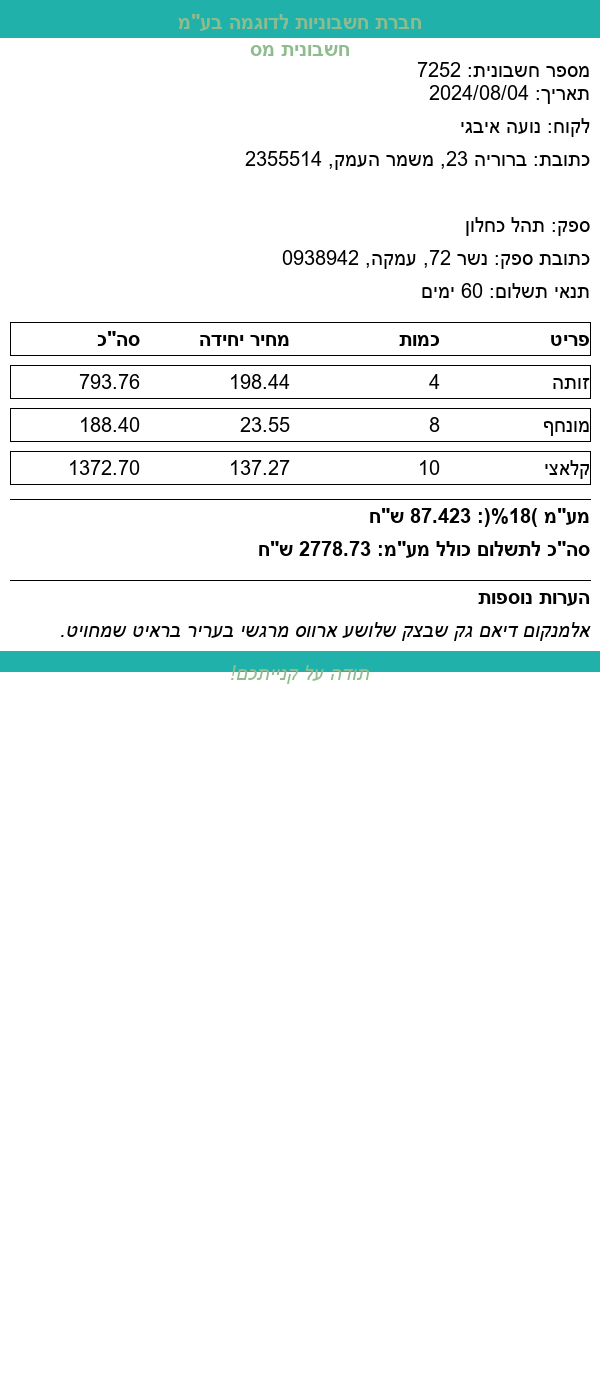 חברת חשבוניות לדוגמה בע"מ
חשבונית מס
מספר חשבונית: 7252
תאריך: 2024/08/04
לקוח: נועה איבגי
כתובת: ברוריה 23, משמר העמק, 2355514
ספק: תהל כחלון
כתובת ספק: נשר 72, עמקה, 0938942
תנאי תשלום: 60 ימים
פריט כמות מחיר יחידה סה"כ
זותה 4 198.44 793.76
מונחף 8 23.55 188.40
קלאצי 10 137.27 1372.70
מע"מ )18%(: 87.423 ש"ח
סה"כ לתשלום כולל מע"מ: 2778.73 ש"ח
הערות נוספות
אלמנקום דיאם גק שבצק שלושע ארווס מרגשי בעריר בראיט שמחויט.
תודה על קנייתכם!